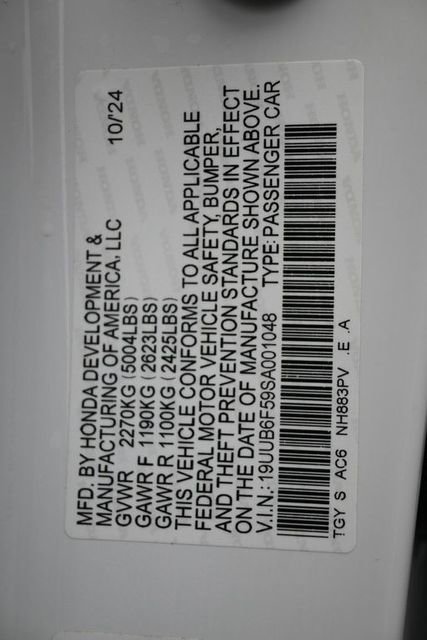 MFD. BY HONDA DEVELOPMENT &
MANUFACTURING OF AMERICA, LLC 10/'24
GVWR 2270KG (5004LBS)
GAWR F 1190KG (2623LBS)
GAWR R 1100KG (2425LBS)
THIS VEHICLE CONFORMS TO ALL APPLICABLE
FEDERAL MOTOR VEHICLE SAFETY, BUMPER,
AND THEFT PREVENTION STANDARDS IN EFFECT
ON THE DATE OF MANUFACTURE SHOWN ABOVE.
V.I.N.:19UUB6F59SA001048 TYPE:PASSENGER CAR
TGY S AC6 NH883PV .E .A